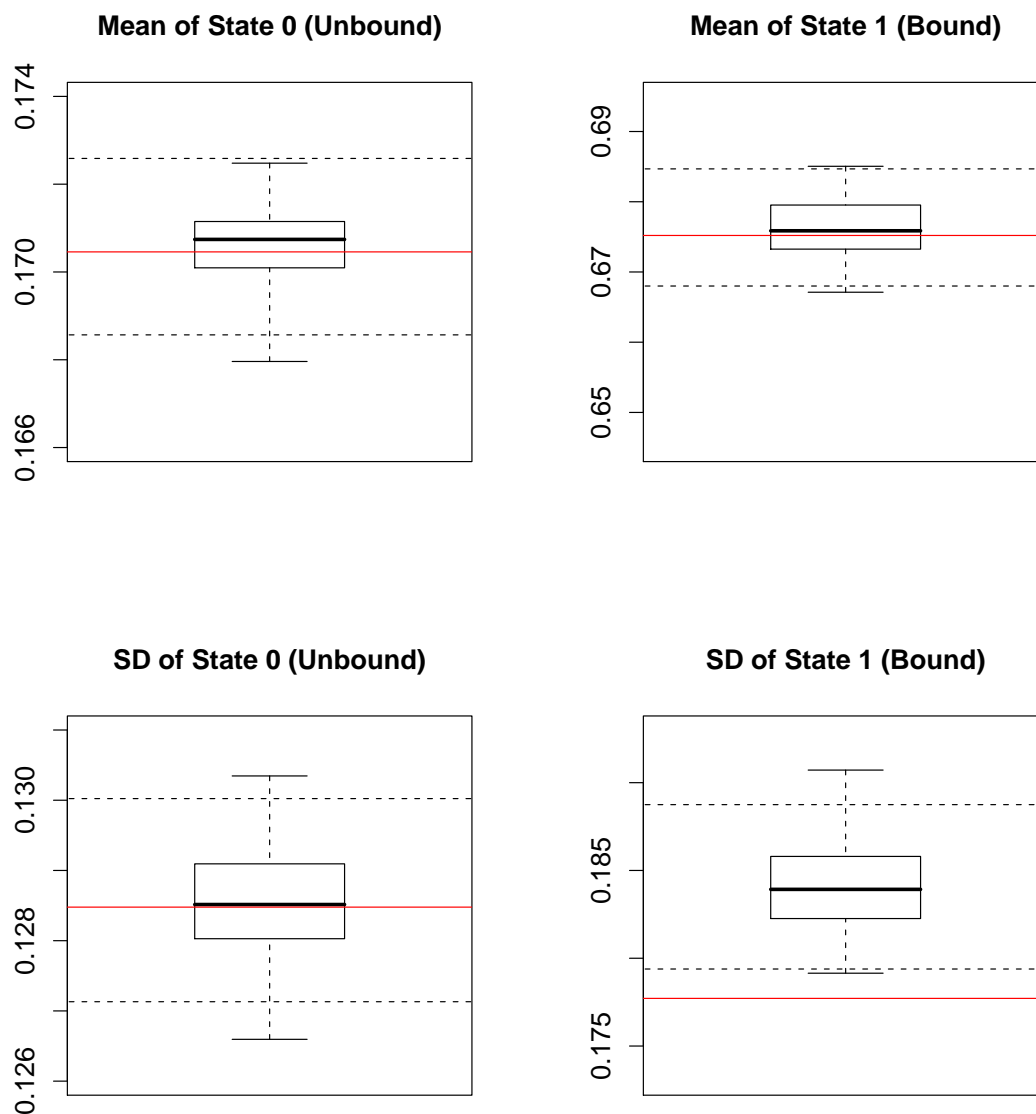 Mean of State 0 (Unbound)
0.174
0.170
0.166
Mean of State 1 (Bound)
0.69
0.67
0.65
SD of State 0 (Unbound)
0.130
0.128
0.126
SD of State 1 (Bound)
0.185
0.175